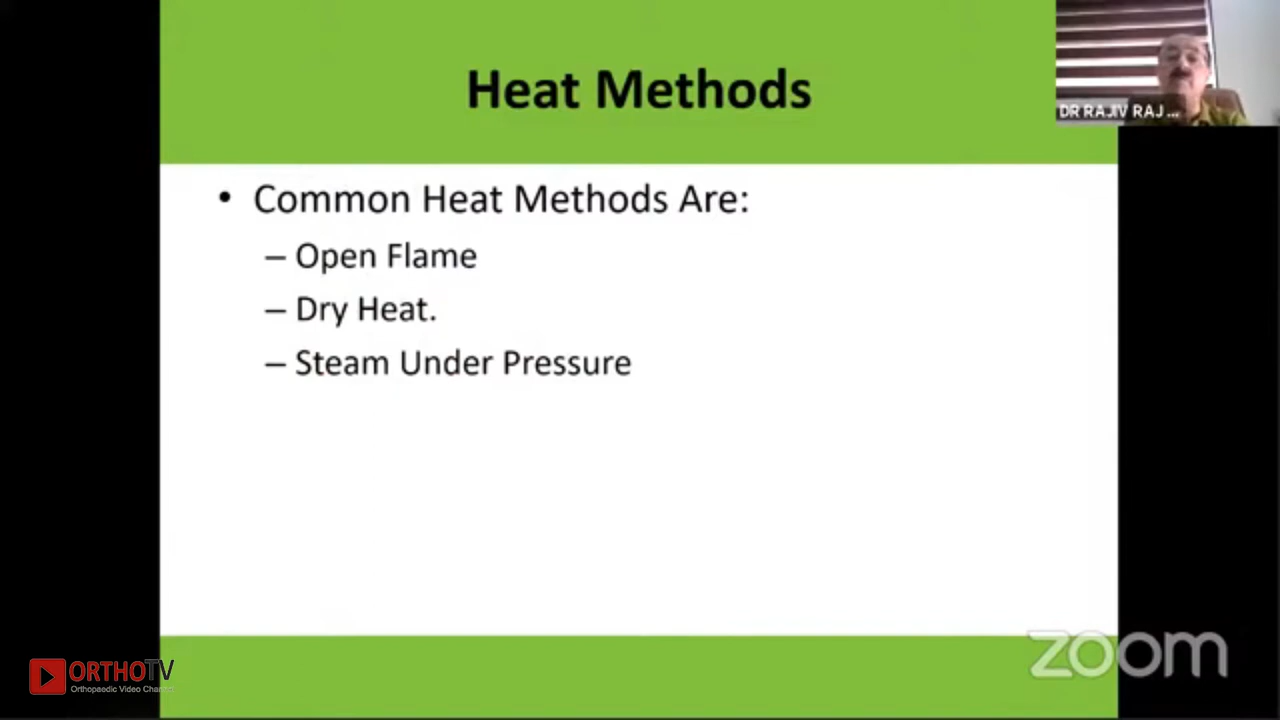 Heat Methods
DR RAJIV RAJ ...
• Common Heat Methods Are:
– Open Flame
– Dry Heat.
– Steam Under Pressure
ORTHOTV
Orthopaedic Video Channel
zoom